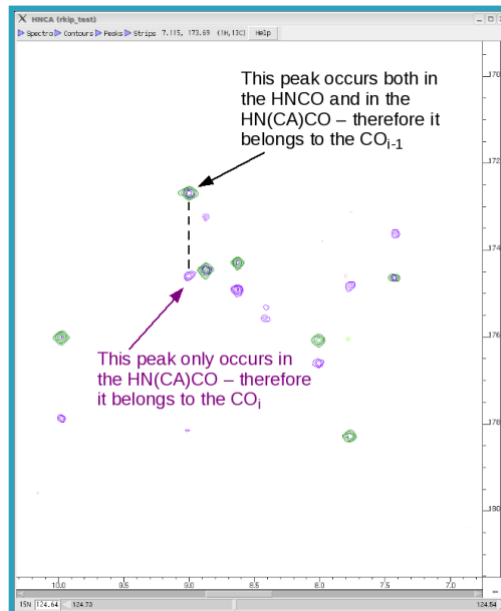 HNCA (rkip_test)
Spectra Contours Peaks Strips 7.115, 173.69 (1H,13C) Help
This peak occurs both in
the HNCO and in the
HN(CA)CO – therefore it
belongs to the COi-1
This peak only occurs in
the HN(CA)CO – therefore
it belongs to the COi
170
172
174
176
178
180
10.0 9.5 9.0 8.5 8.0 7.5 7.0
15N 124.64 124.73 124.54